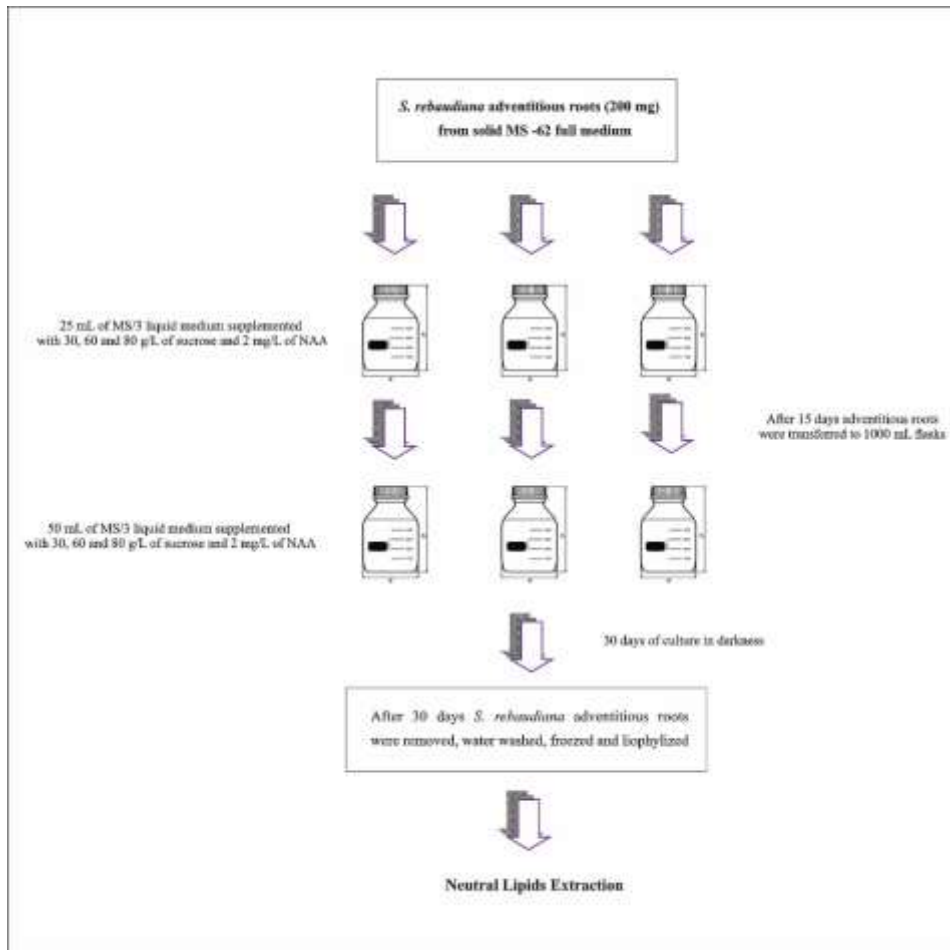 S. rebaudiana adventitious roots (200 mg)
from solid MS -62 full medium
25 mL of MS/3 liquid medium supplemented
with 30, 60 and 80 g/L of sucrose and 2 mg/L of NAA
After 15 days adventitious roots
were transferred to 1000 mL flasks
50 mL of MS/3 liquid medium supplemented
with 30, 60 and 80 g/L of sucrose and 2 mg/L of NAA
30 days of culture in darkness
After 30 days S. rebaudiana adventitious roots
were removed, water washed, freezed and liophylized
Neutral Lipids Extraction